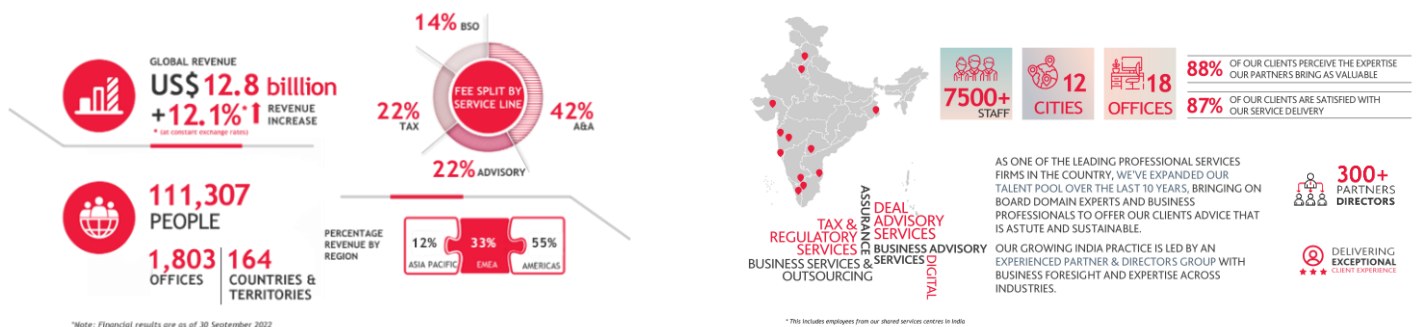 GLOBAL REVENUE
US$ 12.8 billlion
+12.1%* REVENUE
INCREASE
* (at constant exchange rates)
111,307
PEOPLE
1,803
OFFICES
164
COUNTRIES &
TERRITORIES
*Note: Financial results are as of 30 September 2022
14% BSO
FEE SPLIT BY
SERVICE LINE
22%
TAX
42%
A&A
22% ADVISORY
PERCENTAGE
REVENUE BY
REGION
12%
ASIA PACIFIC
33%
EMEA
55%
AMERICAS
TAX &
REGULATORY
SERVICES
BUSINESS SERVICES &
OUTSOURCING
ASSURANCE
DEAL
ADVISORY
SERVICES
BUSINESS ADVISORY
SERVICES
DIGITAL
7500+
STAFF
12
CITIES
18
OFFICES
88% OF OUR CLIENTS PERCEIVE THE EXPERTISE
OUR PARTNERS BRING AS VALUABLE
87% OF OUR CLIENTS ARE SATISFIED WITH
OUR SERVICE DELIVERY
AS ONE OF THE LEADING PROFESSIONAL SERVICES
FIRMS IN THE COUNTRY, WE'VE EXPANDED OUR
TALENT POOL OVER THE LAST 10 YEARS, BRINGING ON
BOARD DOMAIN EXPERTS AND BUSINESS
PROFESSIONALS TO OFFER OUR CLIENTS ADVICE THAT
IS ASTUTE AND SUSTAINABLE.
OUR GROWING INDIA PRACTICE IS LED BY AN
EXPERIENCED PARTNER & DIRECTORS GROUP WITH
BUSINESS FORESIGHT AND EXPERTISE ACROSS
INDUSTRIES.
300+
PARTNERS
DIRECTORS
DELIVERING
EXCEPTIONAL
CLIENT EXPERIENCE
* This includes employees from our shared services centres in India